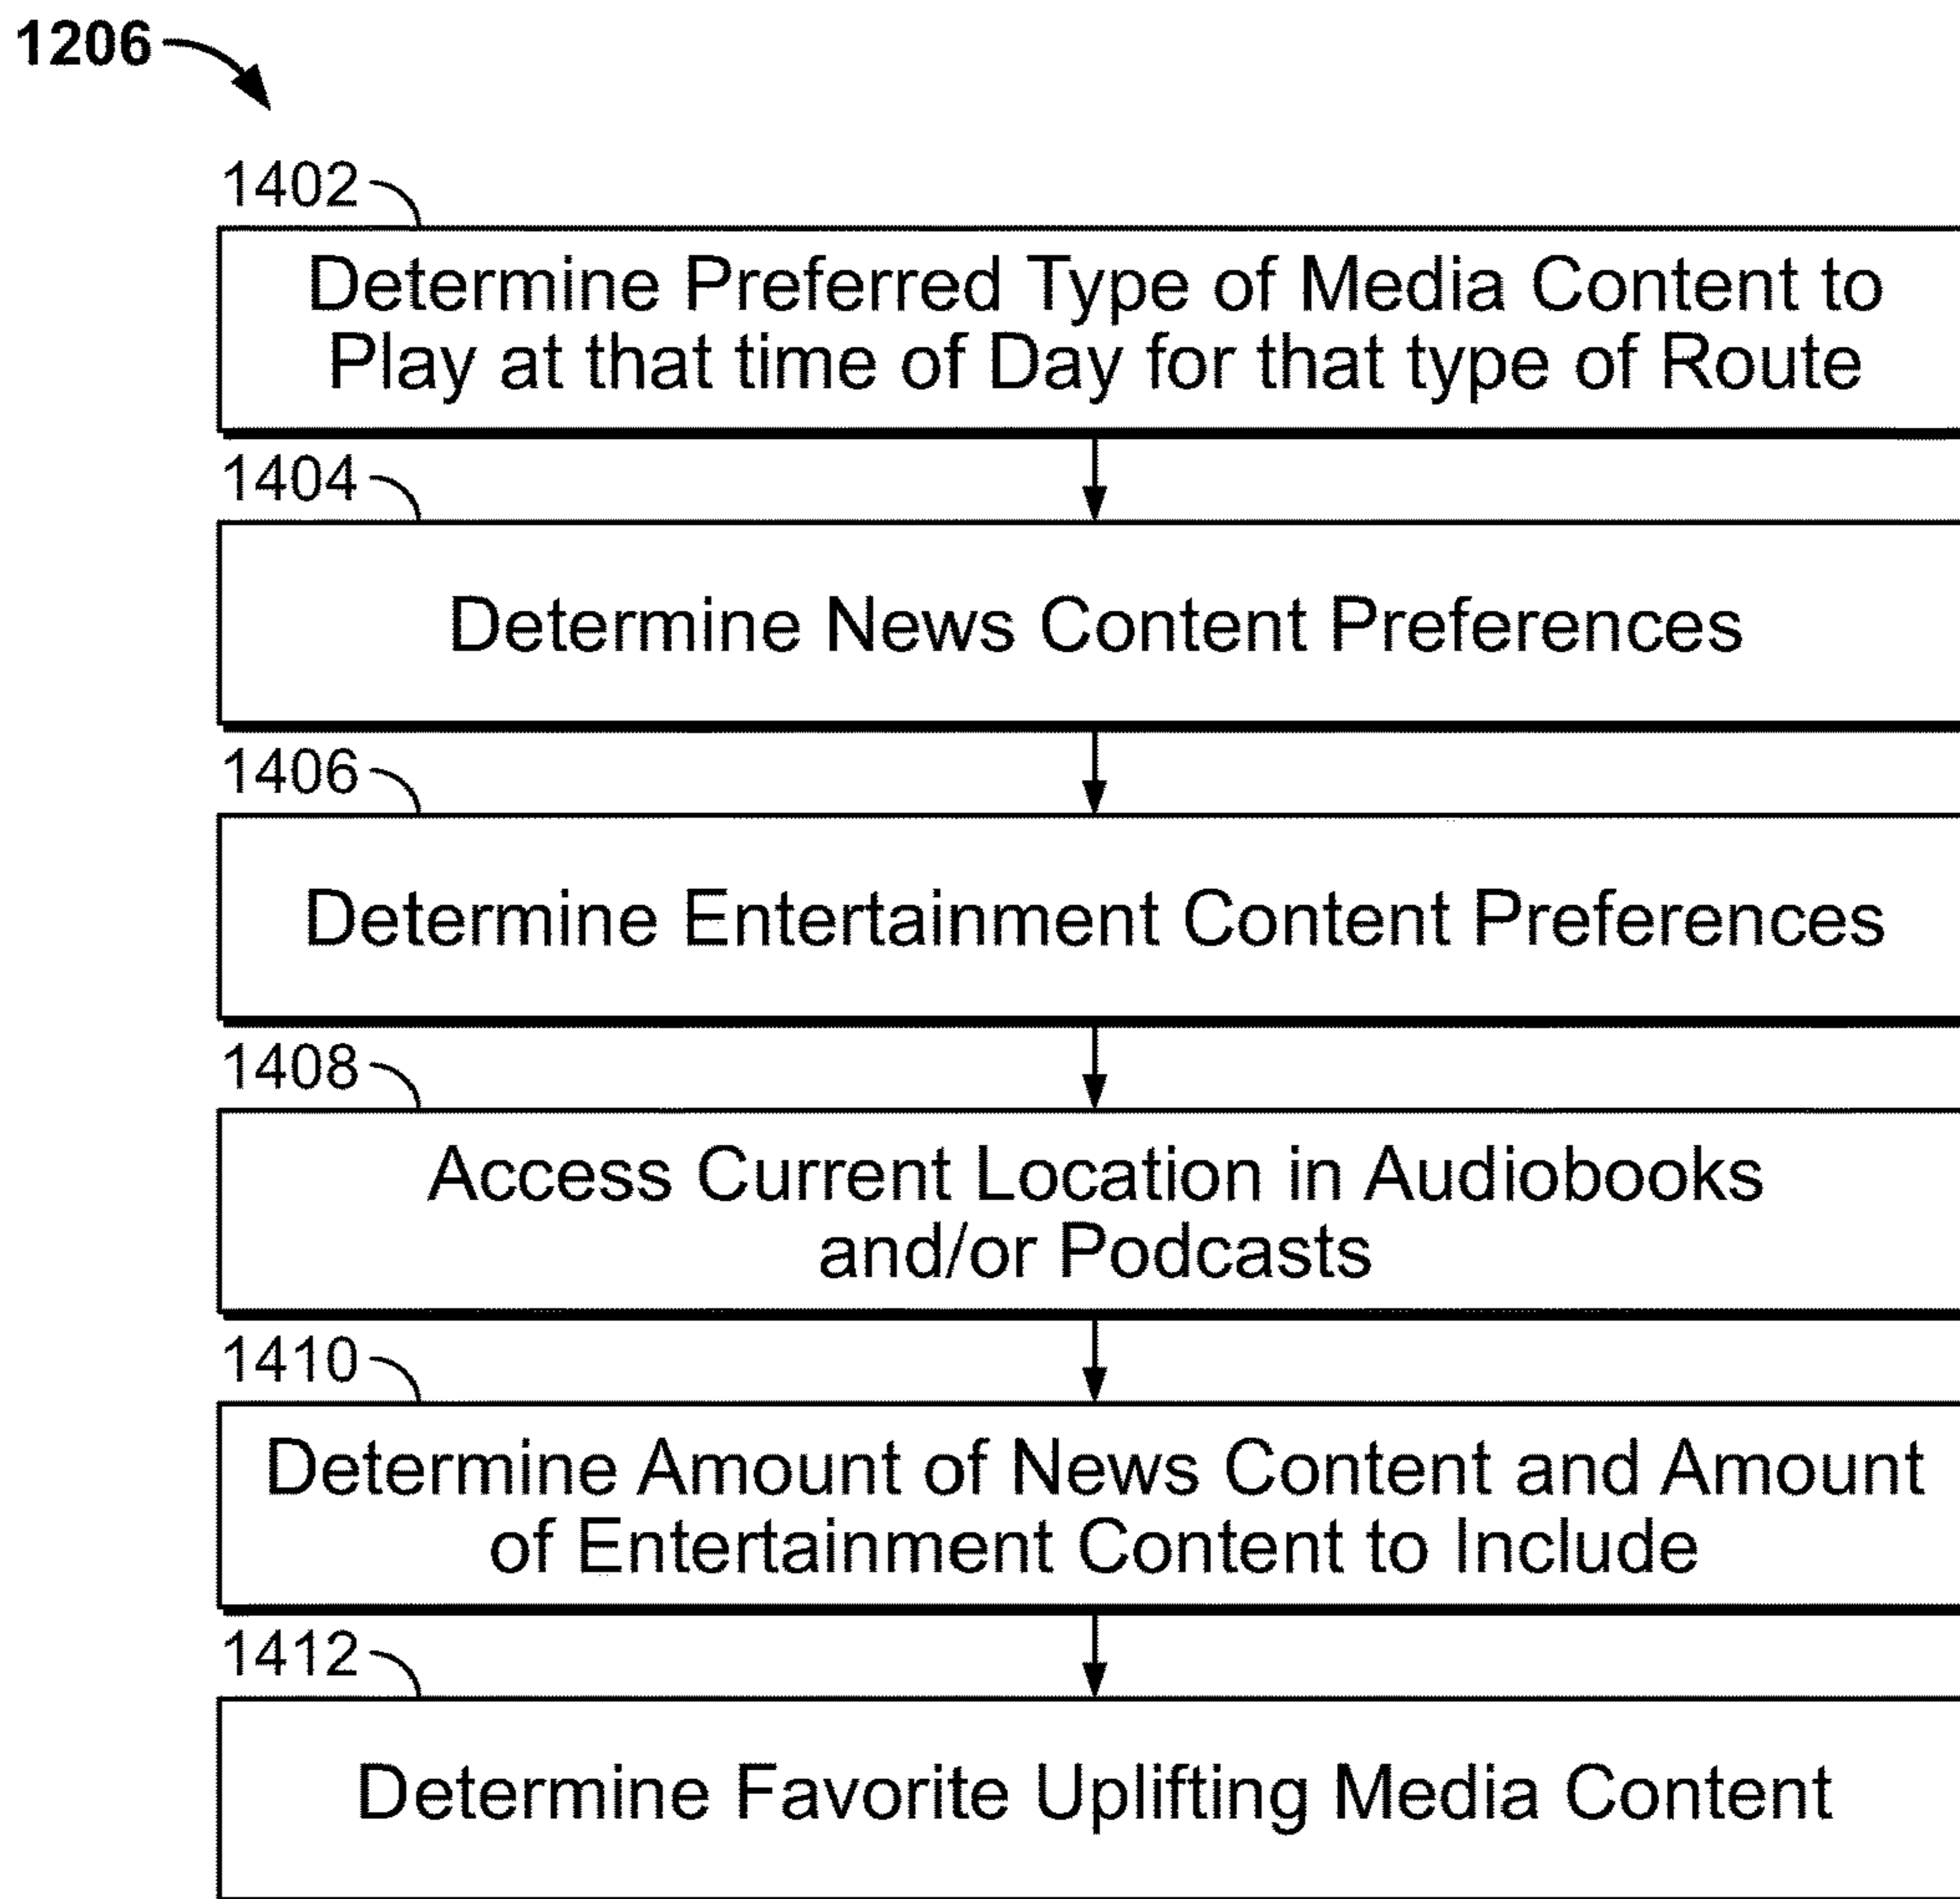 1206
1402
Determine Preferred Type of Media Content to
Play at that time of Day for that type of Route
1404
Determine News Content Preferences
1406
Determine Entertainment Content Preferences
1408
Access Current Location in Audiobooks
and/or Podcasts
1410
Determine Amount of News Content and Amount
of Entertainment Content to Include
1412
Determine Favorite Uplifting Media Content